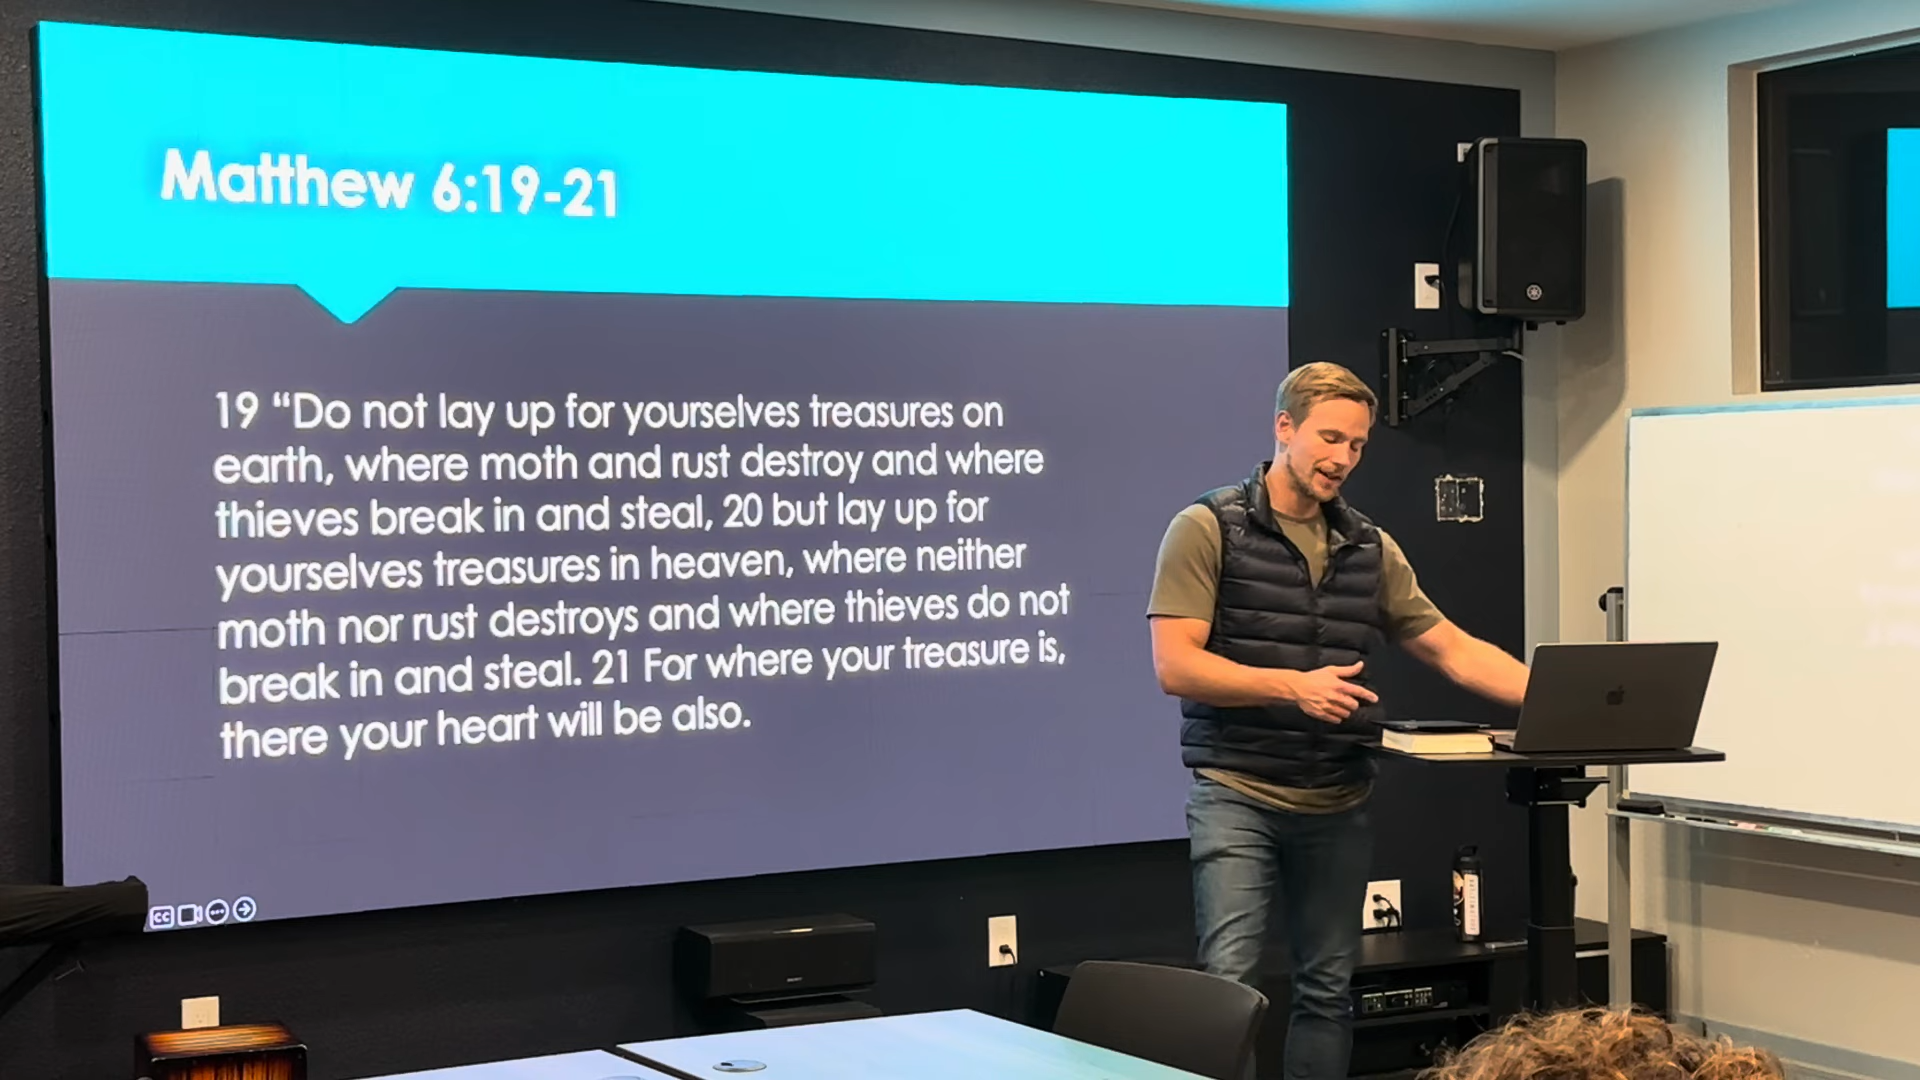 Matthew 6:19-21
19 “Do not lay up for yourselves treasures on
earth, where moth and rust destroy and where
thieves break in and steal, 20 but lay up for
yourselves treasures in heaven, where neither
moth nor rust destroys and where thieves do not
break in and steal. 21 For where your treasure is,
there your heart will be also.
CC